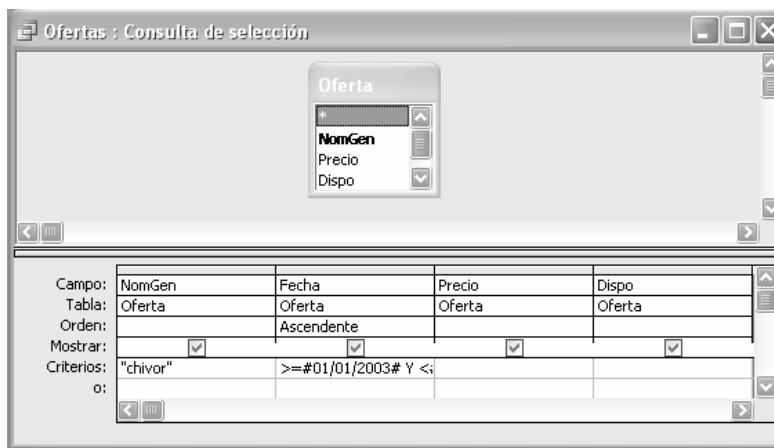 Ofertas : Consulta de selección
Oferta
*
NomGen
Precio
Dispo
Campo: NomGen Fecha Precio Dispo
Tabla: Oferta Oferta Oferta Oferta
Orden: Ascendente
Mostrar:
Criterios: "chivor" >=#01/01/2003# Y <
o: